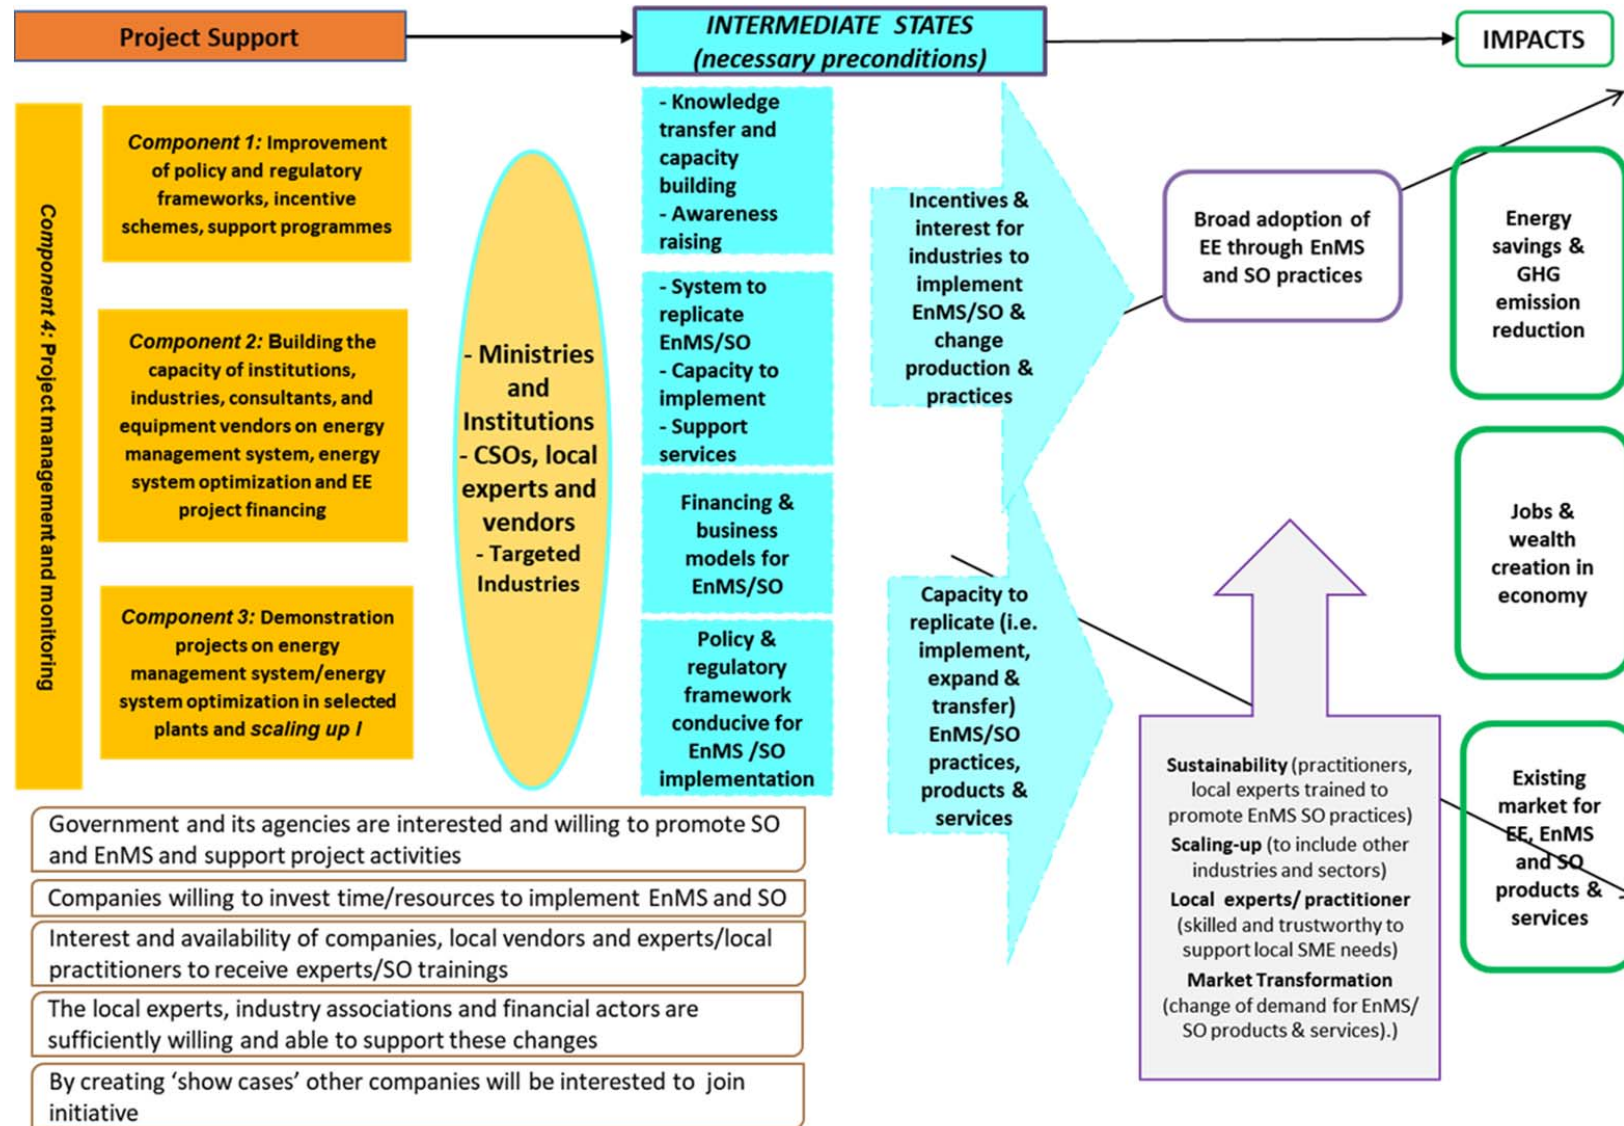 Project Support
INTERMEDIATE STATES
(necessary preconditions)
IMPACTS
Component 4: Project management and monitoring
Component 1: Improvement
of policy and regulatory
frameworks, incentive
schemes, support programmes
Component 2: Building the
capacity of institutions,
industries, consultants, and
equipment vendors on energy
management system, energy
system optimization and EE
project financing
Component 3: Demonstration
projects on energy
management system/energy
system optimization in selected
plants and scaling up I
- Ministries
and
Institutions
- CSOs, local
experts and
vendors
- Targeted
Industries
- Knowledge
transfer and
capacity
building
- Awareness
raising
- System to
replicate
EnMS/SO
- Capacity to
implement
- Support
services
Financing &
business
models for
EnMS/SO
Policy &
regulatory
framework
conducive for
EnMS /SO
implementation
Incentives &
interest for
industries to
implement
EnMS/SO &
change
production &
practices
Capacity to
replicate (i.e.
implement,
expand &
transfer)
EnMS/SO
practices,
products &
services
Broad adoption of
EE through EnMS
and SO practices
Sustainability (practitioners,
local experts trained to
promote EnMS SO practices)
Scaling-up (to include other
industries and sectors)
Local experts/ practitioner
(skilled and trustworthy to
support local SME needs)
Market Transformation
(change of demand for EnMS/
SO products & services).)
Energy
savings &
GHG
emission
reduction
Jobs &
wealth
creation in
economy
Existing
market for
EE, EnMS
and SO
products &
services
Government and its agencies are interested and willing to promote SO
and EnMS and support project activities
Companies willing to invest time/resources to implement EnMS and SO
Interest and availability of companies, local vendors and experts/local
practitioners to receive experts/SO trainings
The local experts, industry associations and financial actors are
sufficiently willing and able to support these changes
By creating ‘show cases’ other companies will be interested to join
initiative